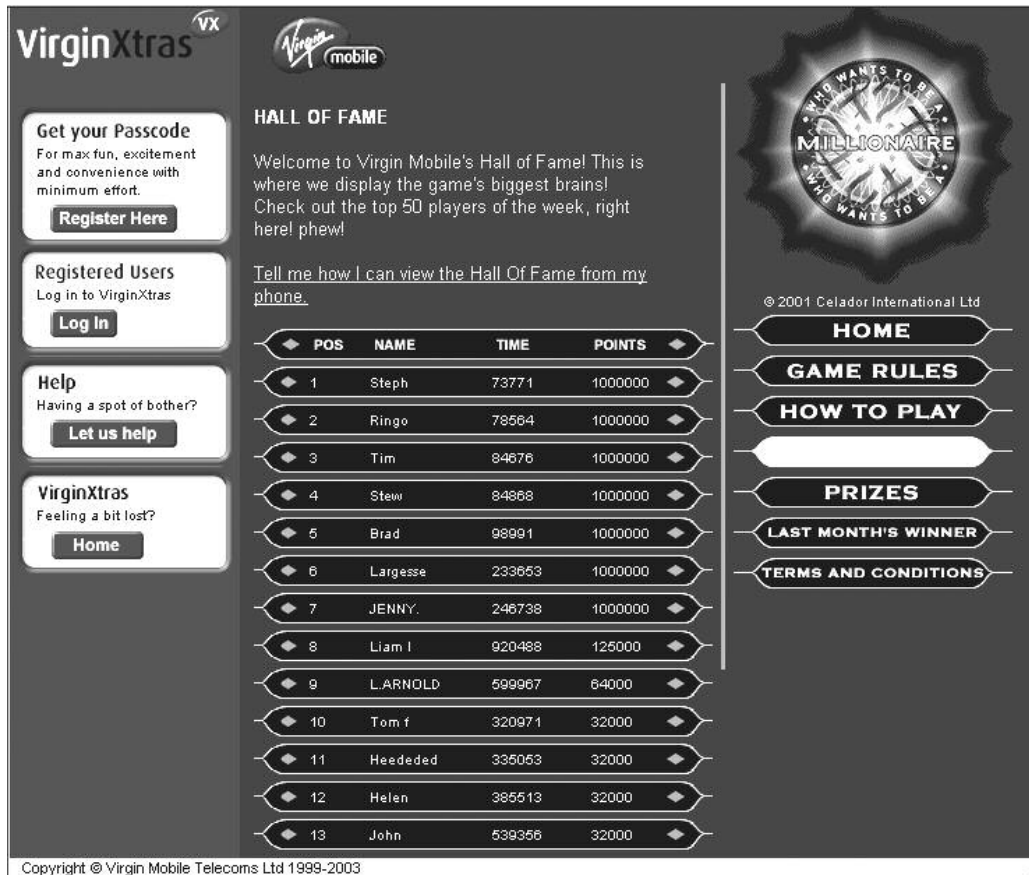 VirginXtras
VX
Get your Passcode
For max fun, excitement
and convenience with
minimum effort.
Register Here
Registered Users
Log in to VirginXtras
Log In
Help
Having a spot of bother?
Let us help
VirginXtras
Feeling a bit lost?
Home
Virgin
mobile
HALL OF FAME
Welcome to Virgin Mobile's Hall of Fame! This is
where we display the game's biggest brains!
Check out the top 50 players of the week, right
here! phew!
Tell me how I can view the Hall Of Fame from my
phone.
POS NAME TIME POINTS
1 Steph 73771 1000000
2 Ringo 78564 1000000
3 Tim 84676 1000000
4 Stew 84868 1000000
5 Brad 98991 1000000
6 Largesse 233653 1000000
7 JENNY. 246738 1000000
8 Liam l 920488 125000
9 L.ARNOLD 599967 64000
10 Tom f 320971 32000
11 Heededed 335053 32000
12 Helen 385513 32000
13 John 539356 32000
WHO WANTS TO BE A
MILLIONAIRE
WHO WANTS TO BE A
© 2001 Celador International Ltd
HOME
GAME RULES
HOW TO PLAY
PRIZES
LAST MONTH'S WINNER
TERMS AND CONDITIONS
Copyright © Virgin Mobile Telecoms Ltd 1999-2003